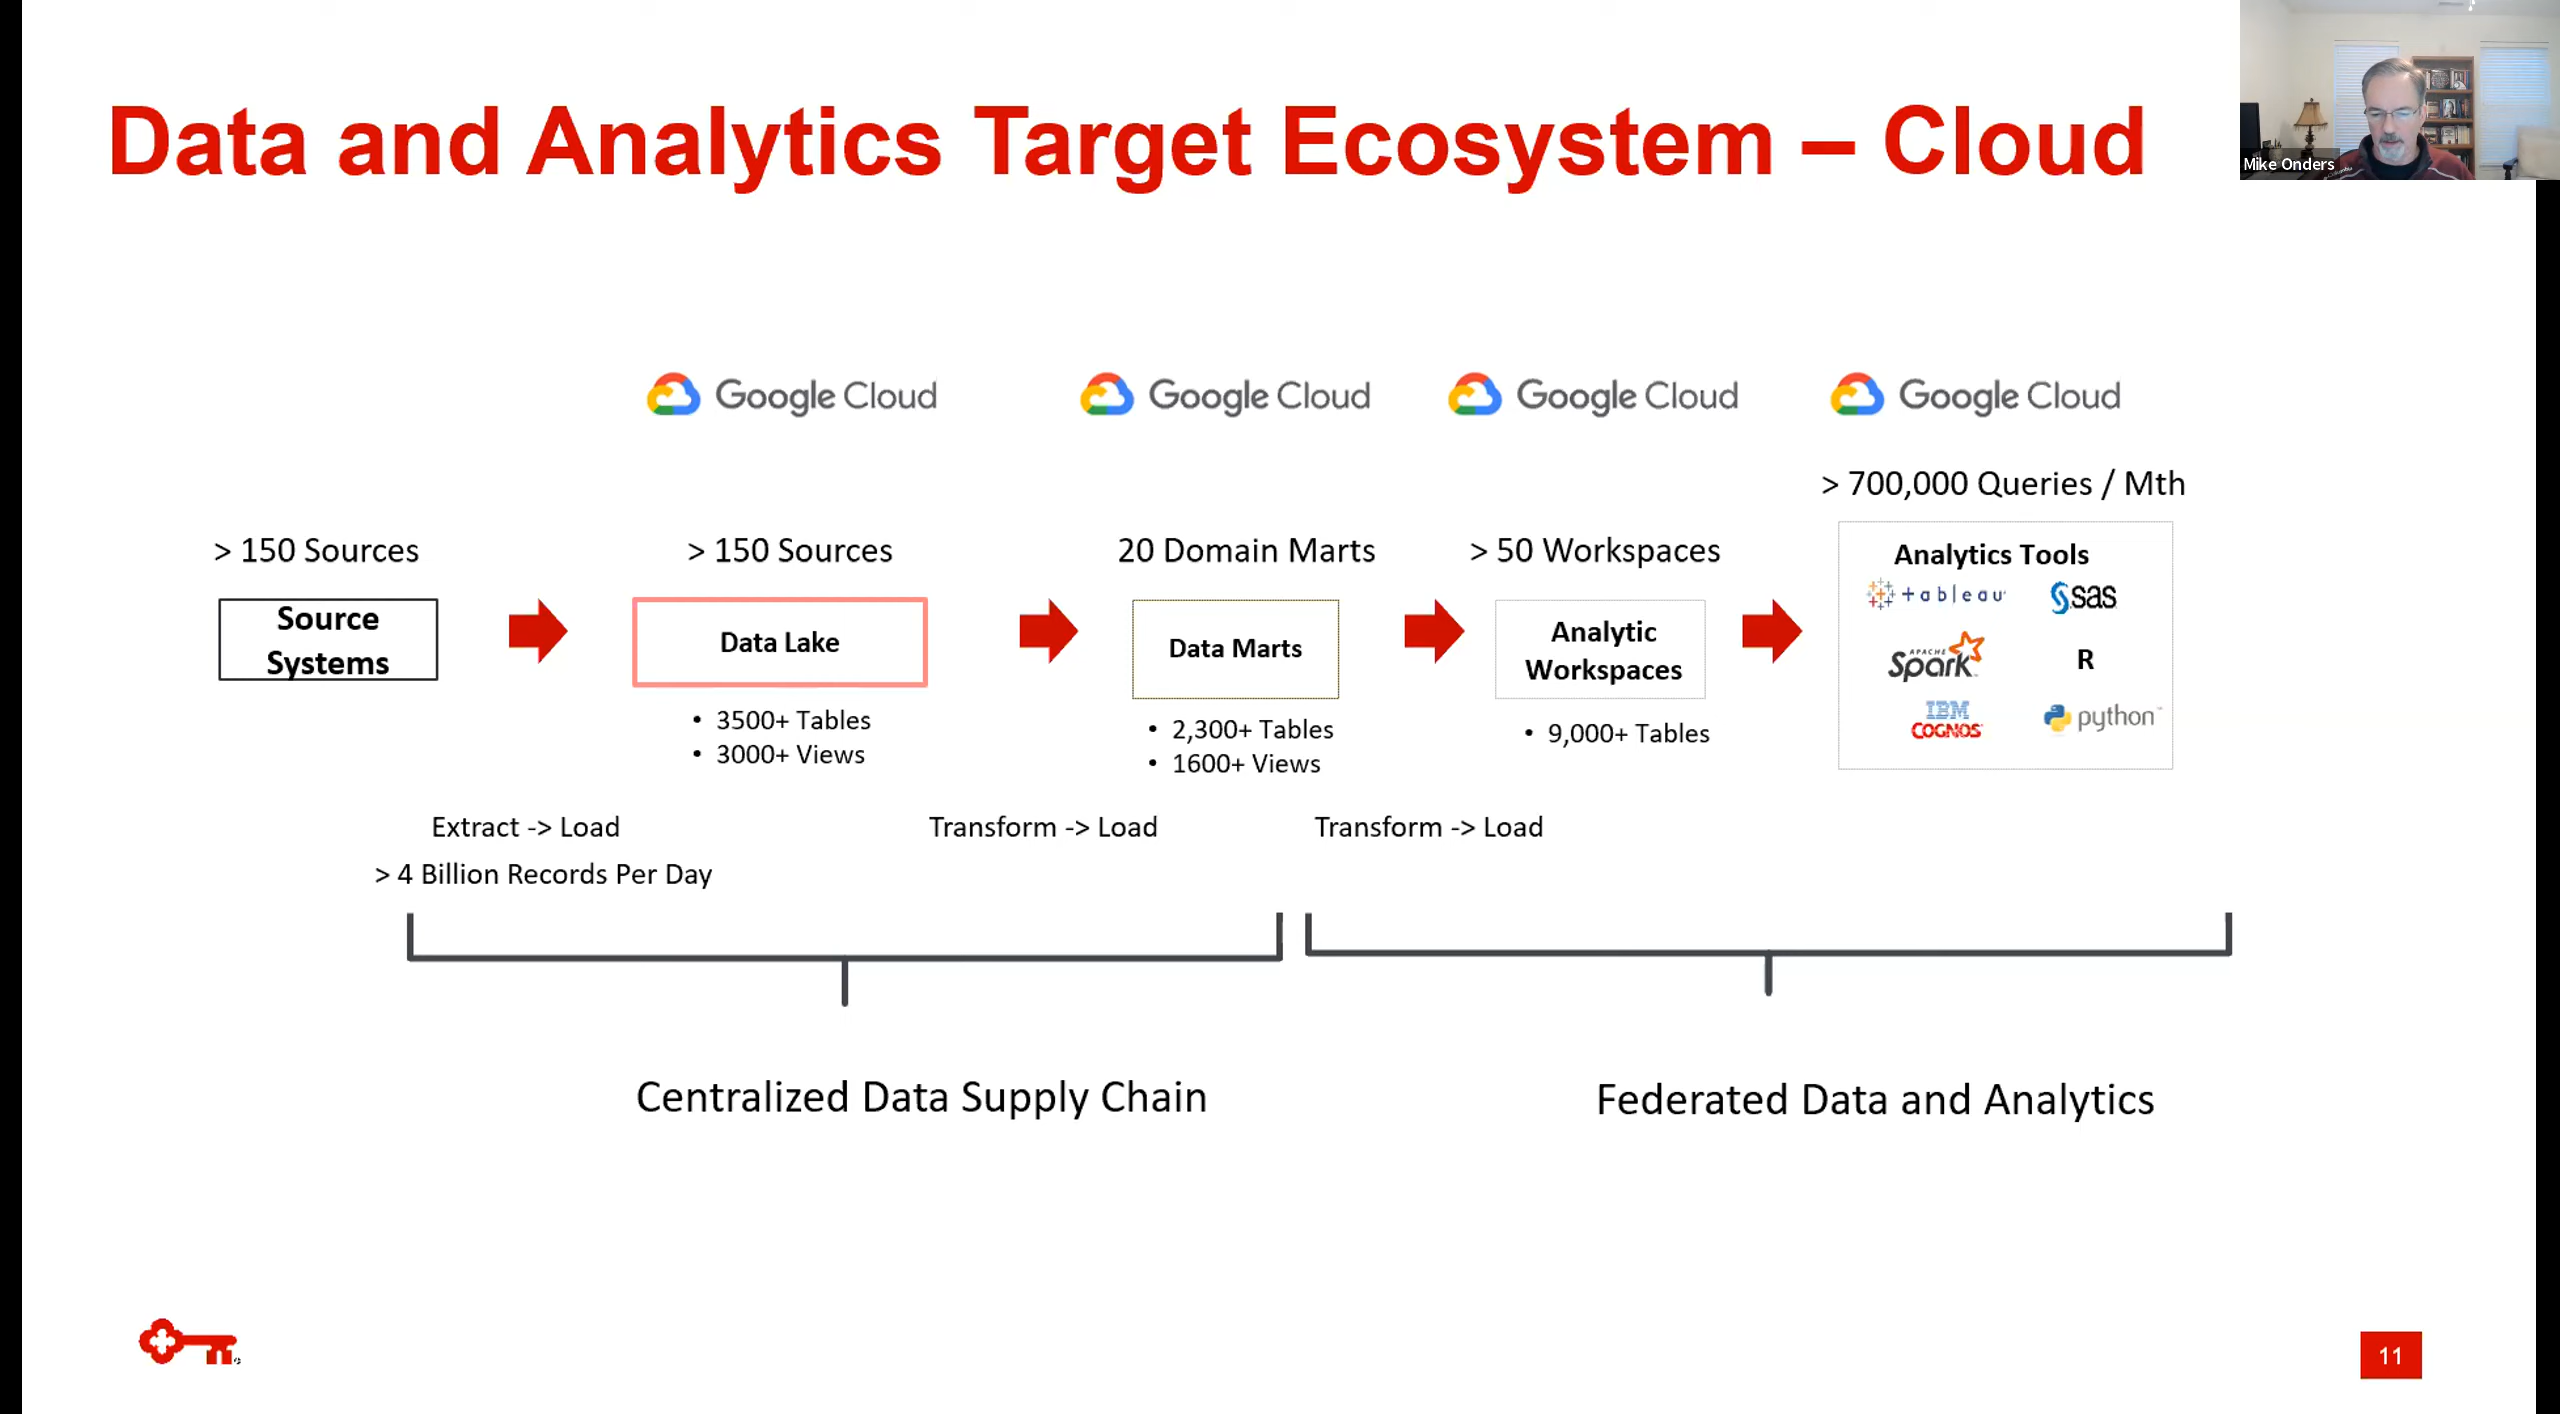 Data and Analytics Target Ecosystem – Cloud
Mike Onders
Google Cloud
Google Cloud
Google Cloud
Google Cloud
> 150 Sources
Source
Systems
> 150 Sources
Data Lake
• 3500+ Tables
• 3000+ Views
20 Domain Marts
Data Marts
• 2,300+ Tables
• 1600+ Views
> 50 Workspaces
Analytic
Workspaces
• 9,000+ Tables
> 700,000 Queries / Mth
Analytics Tools
+ableau
sas
APACHE
Spark
R
IBM
COGNOS
python
Extract -> Load
> 4 Billion Records Per Day
Transform -> Load
Transform -> Load
Centralized Data Supply Chain
Federated Data and Analytics
11